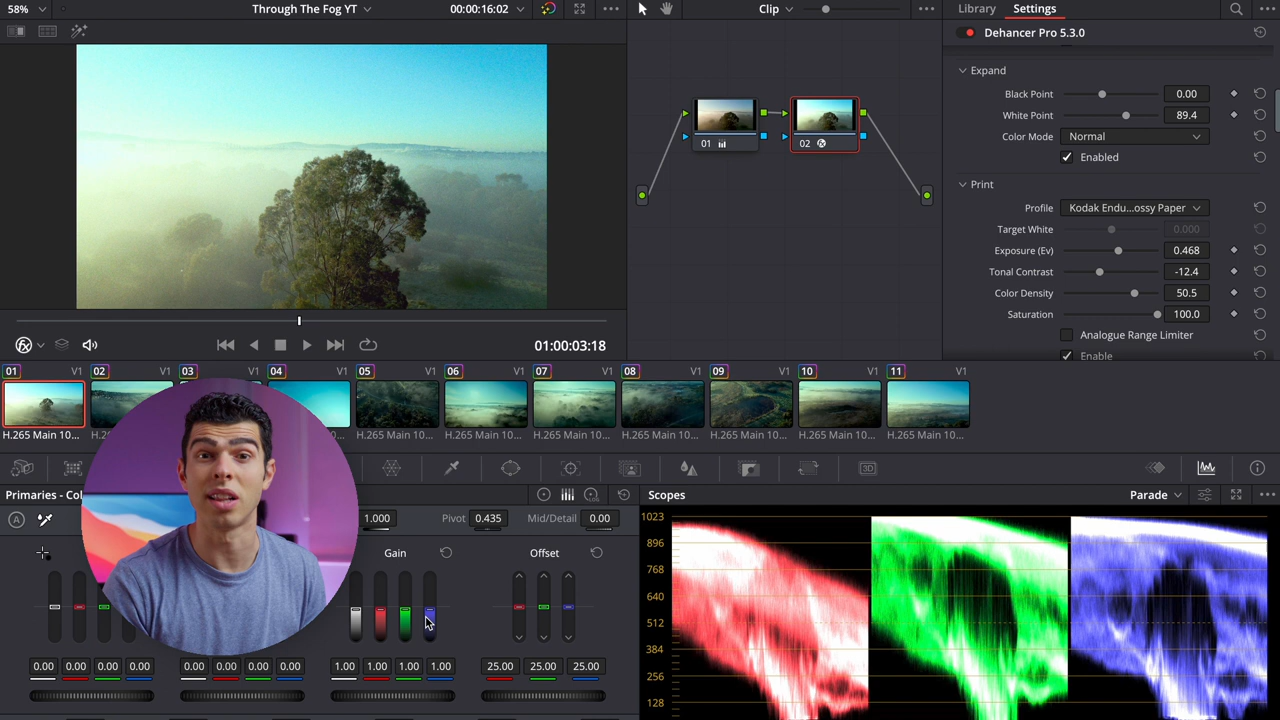 58%
Through The Fog YT
00:00:16:02
Clip
Library
Settings
Dehancer Pro 5.3.0
Expand
Black Point 0.00
White Point 89.4
Color Mode Normal
Enabled
Print
Profile Kodak Endu...ossy Paper
Target White 0.000
Exposure (Ev) 0.468
Tonal Contrast -12.4
Color Density 50.5
Saturation 100.0
Analogue Range Limiter
Enable
01
02
01:00:03:18
01 V1 02 V1 03 V1 04 V1 05 V1 06 V1 07 V1 08 V1 09 V1 10 V1 11 V1
H.265 Main 10... H.2 10... H.265 Main 10... H.265 Main 10... H.265 Main 10... H.265 Main 10... H.265 Main 10... H.265 Main 10... H.265 Main 10...
3D
Primaries - Col
A
1.000
Pivot 0.435
Mid/Detail 0.00
Gain
Offset
0.00 0.00 0.00 0.00
0.00 0.00 0.00 0.00
1.00 1.00 1.00 1.00
25.00 25.00 25.00
Scopes
Parade
1023
896
768
640
512
384
256
128